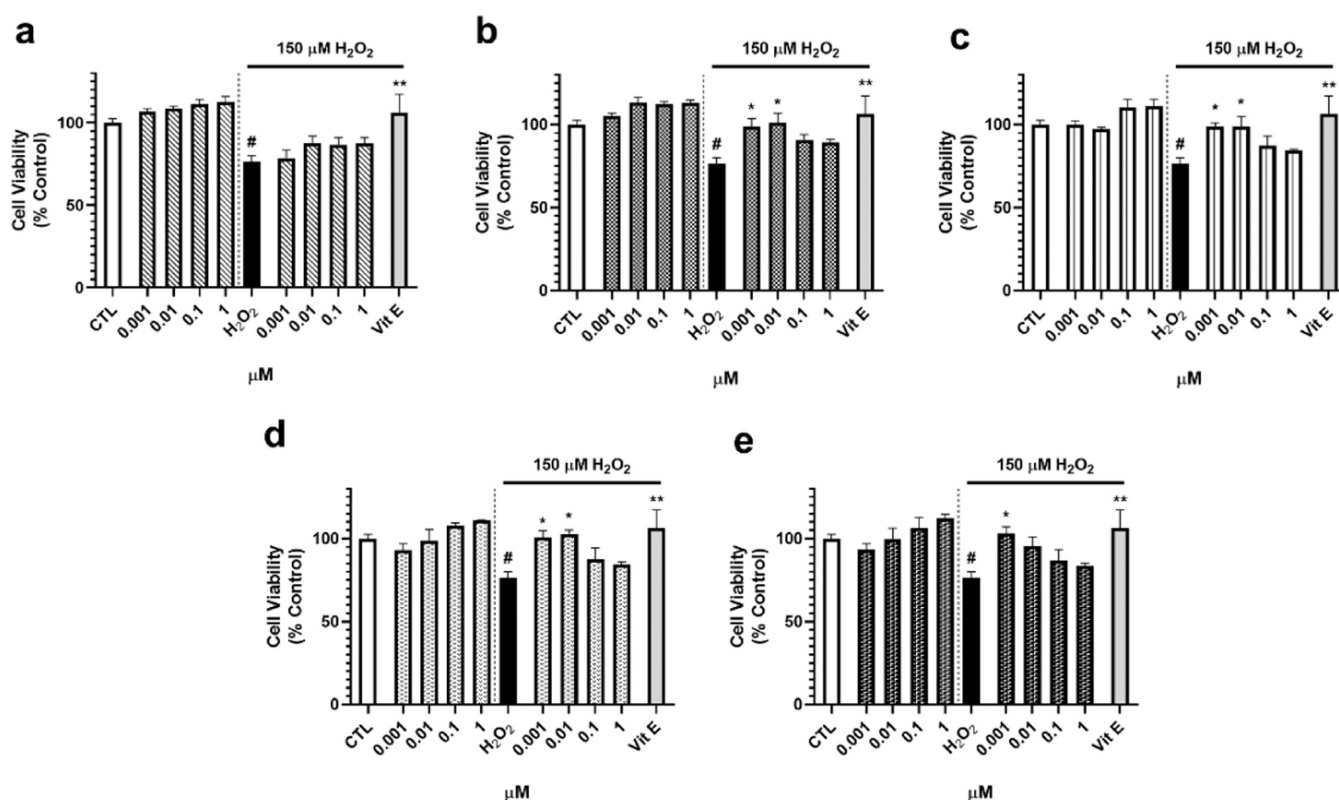 a
150 μM H₂O₂
Cell Viability
(% Control)
100
50
0
#
**
CTL
0.001
0.01
0.1
1
H₂O₂
0.001
0.01
0.1
1
Vit E
μM
b
150 μM H₂O₂
Cell Viability
(% Control)
100
50
0
#
*
*
**
CTL
0.001
0.01
0.1
1
H₂O₂
0.001
0.01
0.1
1
Vit E
μM
c
150 μM H₂O₂
Cell Viability
(% Control)
100
50
0
#
*
*
**
CTL
0.001
0.01
0.1
1
H₂O₂
0.001
0.01
0.1
1
Vit E
μM
d
150 μM H₂O₂
Cell Viability
(% Control)
100
50
0
#
*
*
**
CTL
0.001
0.01
0.1
1
H₂O₂
0.001
0.01
0.1
1
Vit E
μM
e
150 μM H₂O₂
Cell Viability
(% Control)
100
50
0
#
*
**
CTL
0.001
0.01
0.1
1
H₂O₂
0.001
0.01
0.1
1
Vit E
μM